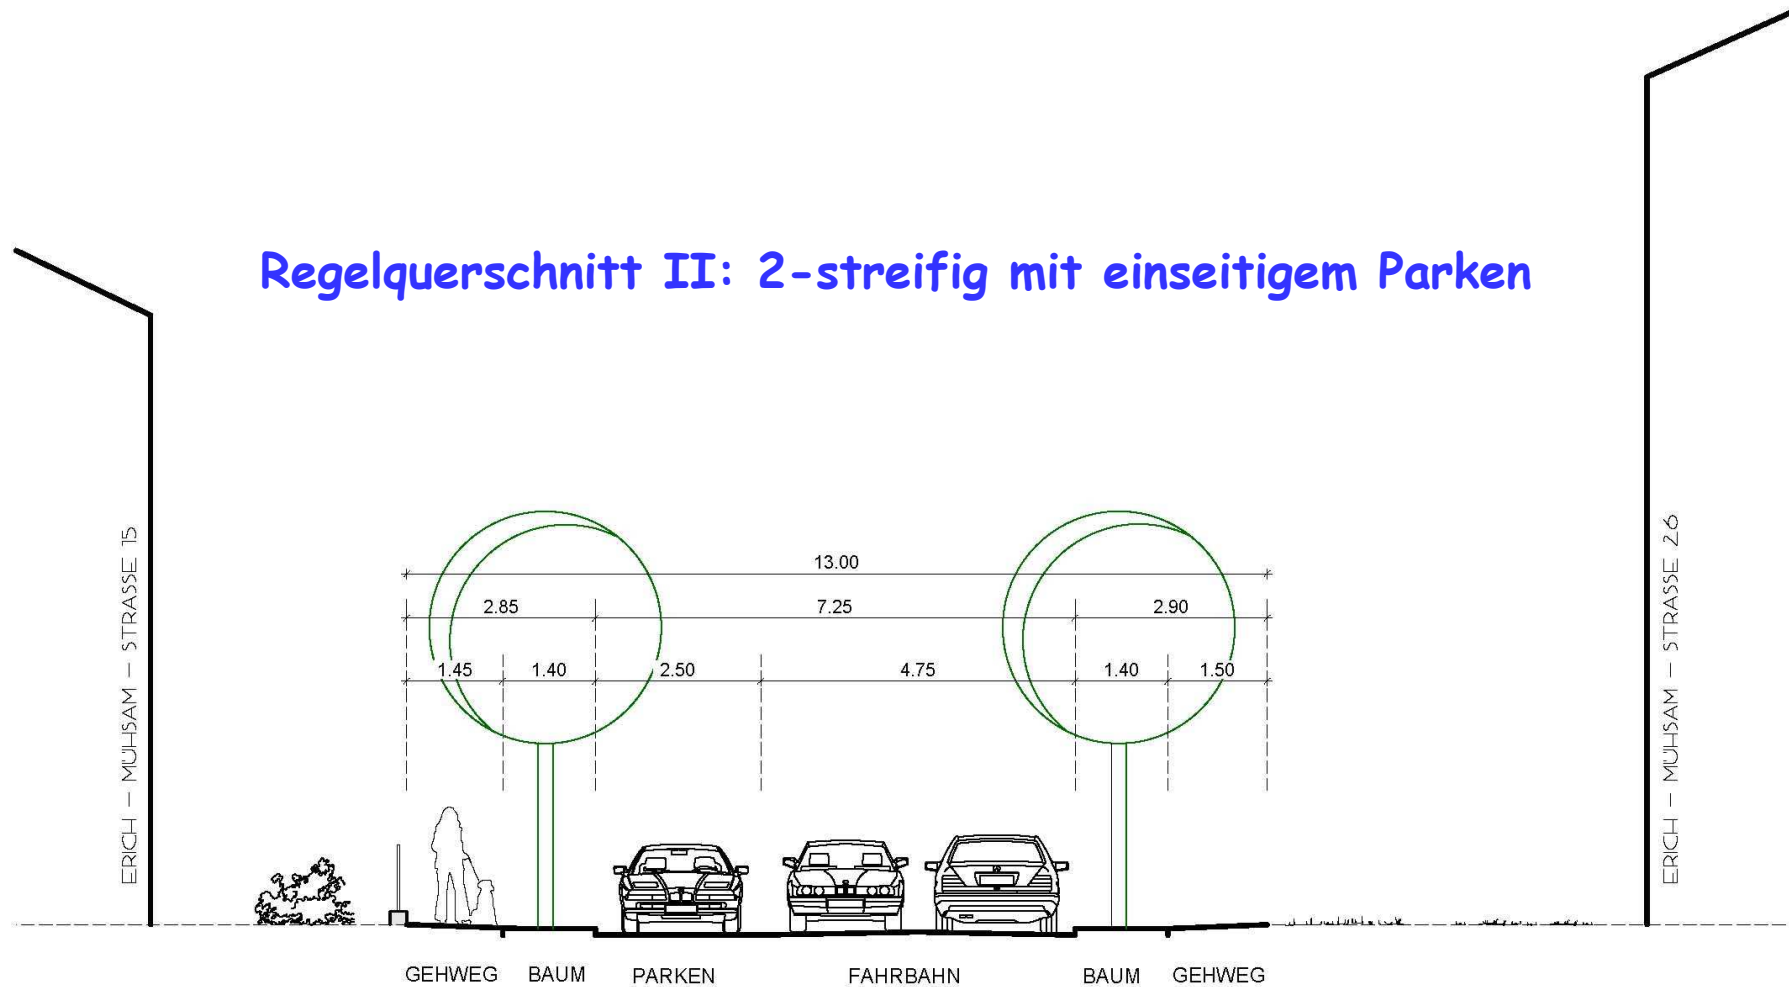 Regelquerschnitt II: 2-streifig mit einseitigem Parken
ERICH - MÜHSAM - STRASSE 15
ERICH - MÜHSAM - STRASSE 26
13.00
2.85 7.25 2.90
1.45 1.40 2.50 4.75 1.40 1.50
GEHWEG BAUM PARKEN FAHRBAHN BAUM GEHWEG